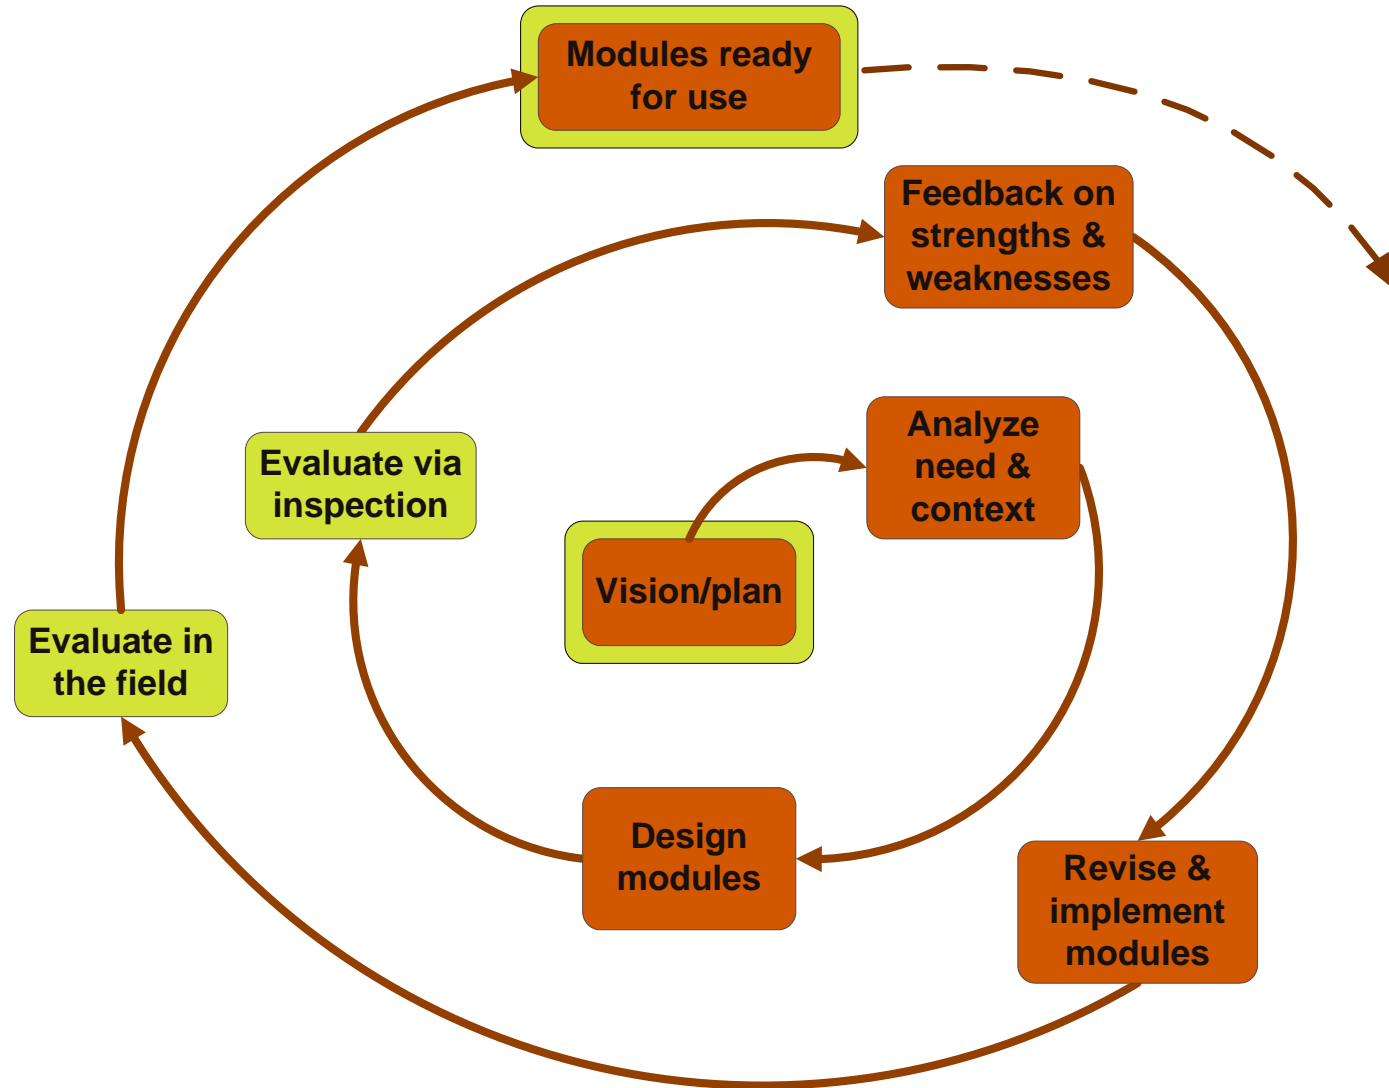 Modules ready
for use
Feedback on
strengths &
weaknesses
Analyze
need &
context
Evaluate via
inspection
Vision/plan
Evaluate in
the field
Design
modules
Revise &
implement
modules